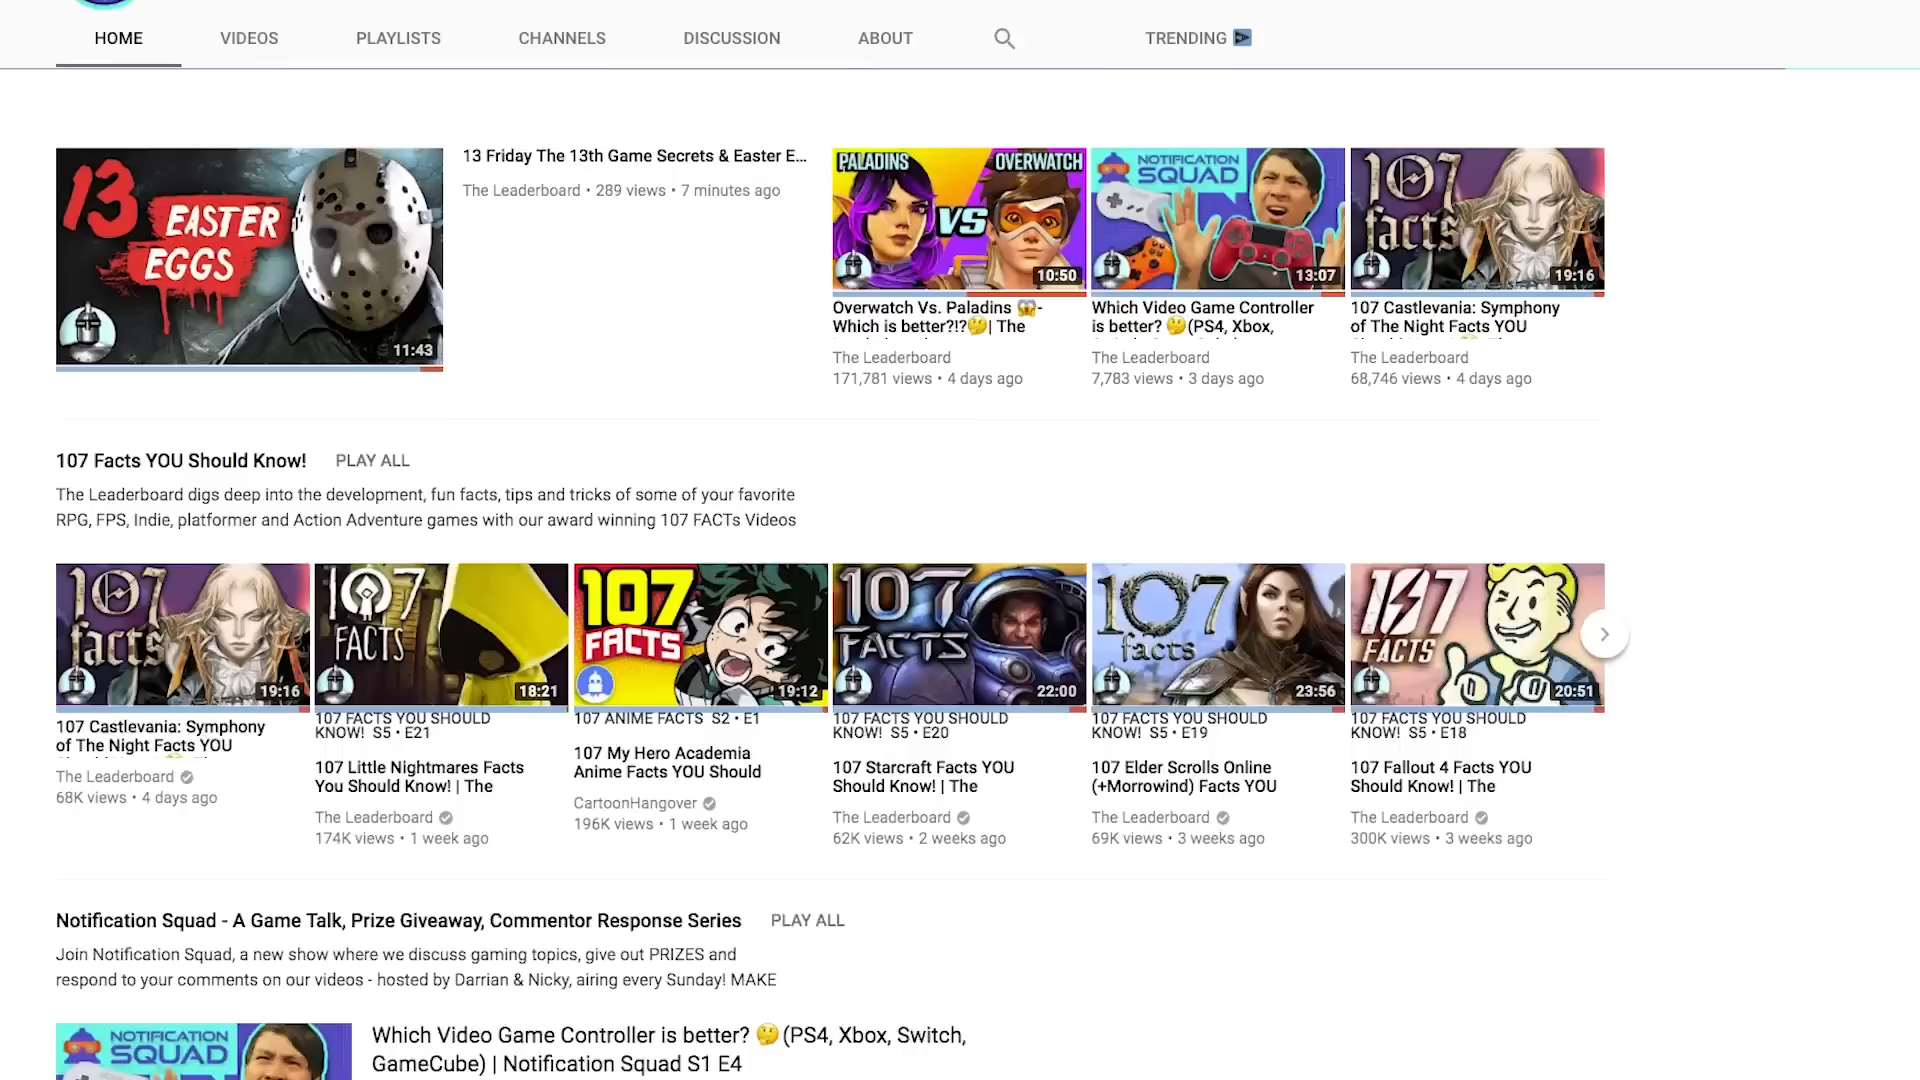 HOME
VIDEOS
PLAYLISTS
CHANNELS
DISCUSSION
ABOUT
TRENDING
13
EASTER
EGGS
11:43
13 Friday The 13th Game Secrets & Easter E...
The Leaderboard • 289 views • 7 minutes ago
PALADINS
OVERWATCH
VS
10:50
Overwatch Vs. Paladins 😱-
Which is better?!?🤔| The
The Leaderboard
171,781 views • 4 days ago
NOTIFICATION
SQUAD
13:07
Which Video Game Controller
is better? 🤔(PS4, Xbox,
The Leaderboard
7,783 views • 3 days ago
107
facts
19:16
107 Castlevania: Symphony
of The Night Facts YOU
The Leaderboard
68,746 views • 4 days ago
107 Facts YOU Should Know!
PLAY ALL
The Leaderboard digs deep into the development, fun facts, tips and tricks of some of your favorite
RPG, FPS, Indie, platformer and Action Adventure games with our award winning 107 FACTs Videos
107
facts
19:16
107 Castlevania: Symphony
of The Night Facts YOU
The Leaderboard
68K views • 4 days ago
107
FACTS
18:21
107 FACTS YOU SHOULD
KNOW! S5 • E21
107 Little Nightmares Facts
You Should Know! | The
The Leaderboard
174K views • 1 week ago
107
FACTS
19:12
107 ANIME FACTS S2 • E1
107 My Hero Academia
Anime Facts YOU Should
CartoonHangover
196K views • 1 week ago
107
FACTS
22:00
107 FACTS YOU SHOULD
KNOW! S5 • E20
107 Starcraft Facts YOU
Should Know! | The
The Leaderboard
62K views • 2 weeks ago
107
facts
23:56
107 FACTS YOU SHOULD
KNOW! S5 • E19
107 Elder Scrolls Online
(+Morrowind) Facts YOU
The Leaderboard
69K views • 3 weeks ago
107
FACTS
20:51
107 FACTS YOU SHOULD
KNOW! S5 • E18
107 Fallout 4 Facts YOU
Should Know! | The
The Leaderboard
300K views • 3 weeks ago
Notification Squad - A Game Talk, Prize Giveaway, Commentor Response Series
PLAY ALL
Join Notification Squad, a new show where we discuss gaming topics, give out PRIZES and
respond to your comments on our videos - hosted by Darrian & Nicky, airing every Sunday! MAKE
NOTIFICATION
SQUAD
Which Video Game Controller is better? 🤔(PS4, Xbox, Switch,
GameCube) | Notification Squad S1 E4